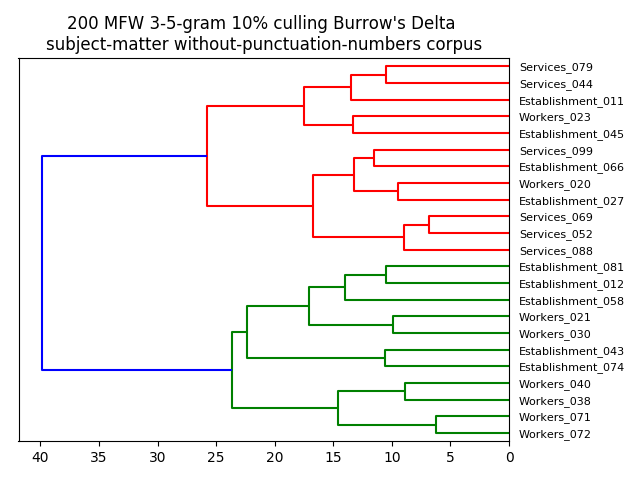 200 MFW 3-5-gram 10% culling Burrow's Delta
subject-matter without-punctuation-numbers corpus
Services_079
Services_044
Establishment_011
Workers_023
Establishment_045
Services_099
Establishment_066
Workers_020
Establishment_027
Services_069
Services_052
Services_088
Establishment_081
Establishment_012
Establishment_058
Workers_021
Workers_030
Establishment_043
Establishment_074
Workers_040
Workers_038
Workers_071
Workers_072
40 35 30 25 20 15 10 5 0